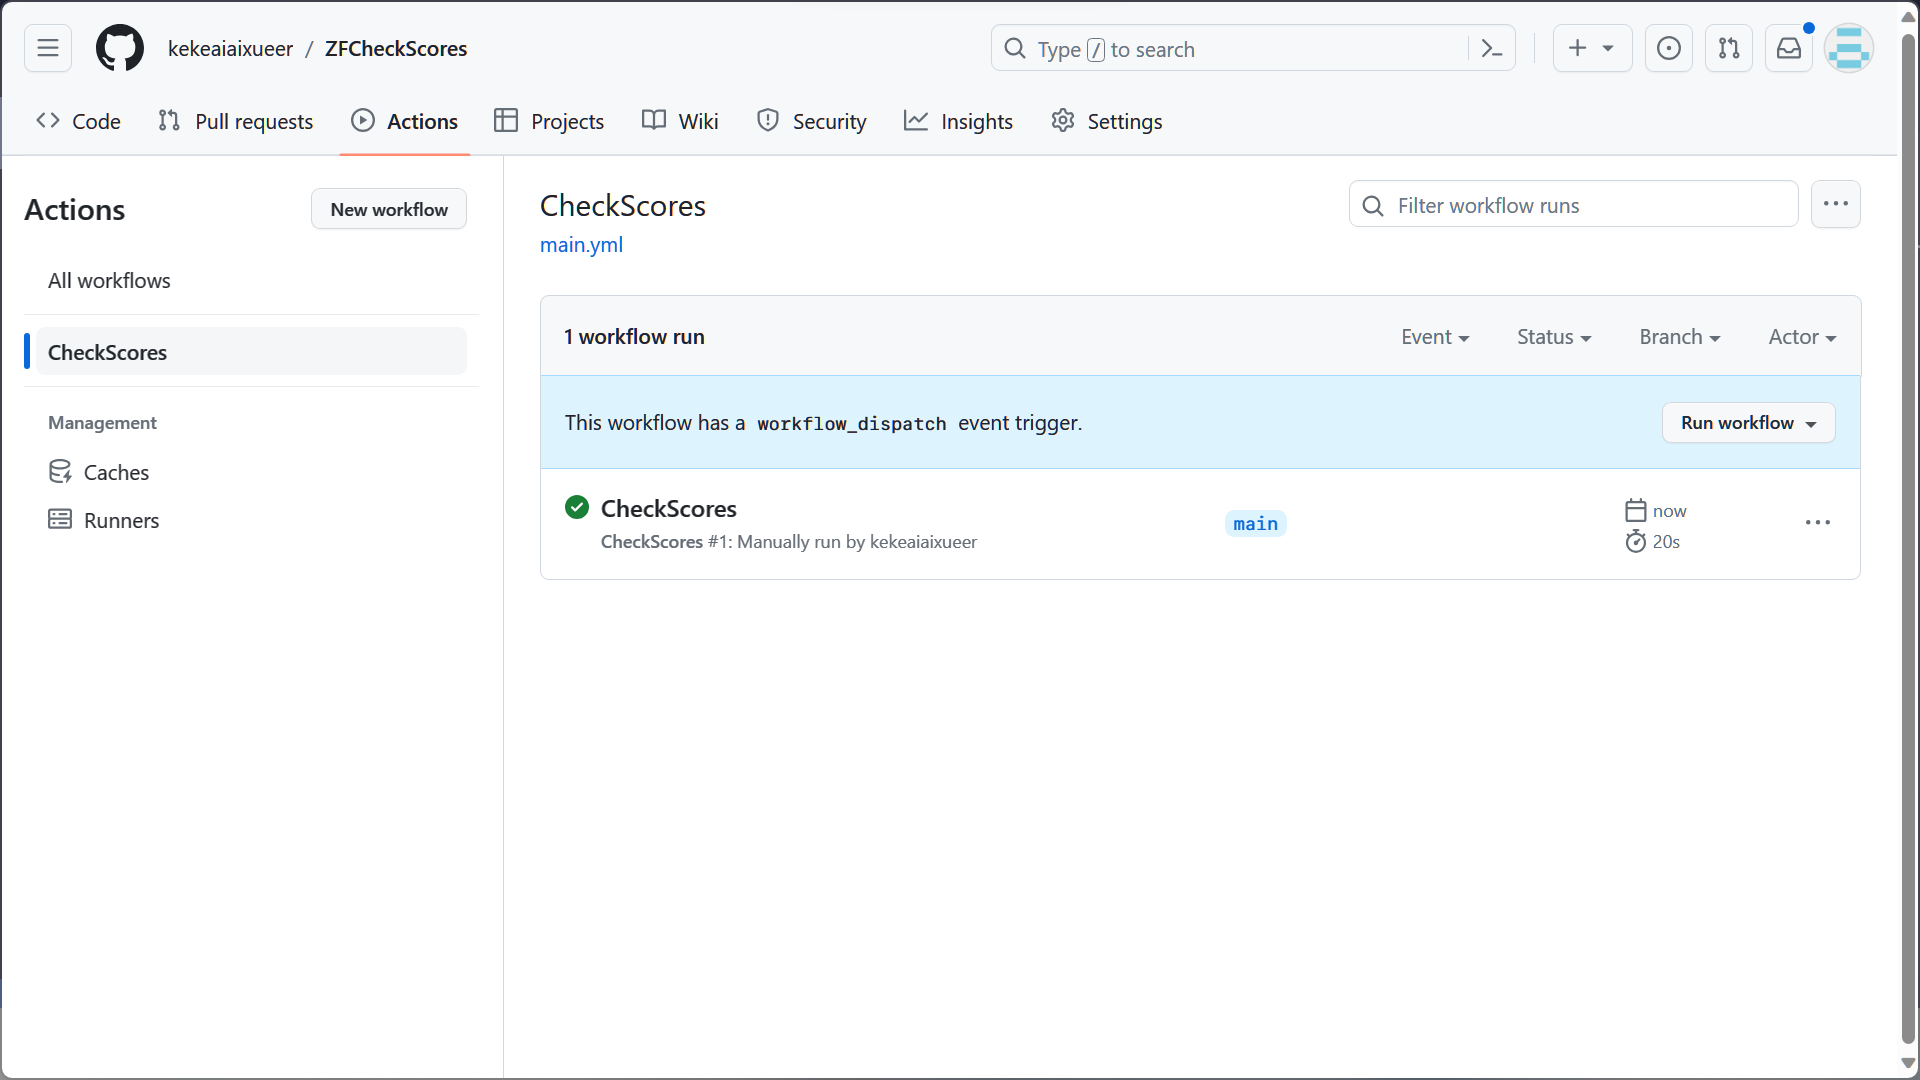 kekeaiaixueer / ZFCheckScores
Type / to search
Code
Pull requests
Actions
Projects
Wiki
Security
Insights
Settings
Actions
New workflow
All workflows
CheckScores
Management
Caches
Runners
CheckScores
main.yml
Filter workflow runs
1 workflow run
Event
Status
Branch
Actor
This workflow has a workflow_dispatch event trigger.
Run workflow
CheckScores
CheckScores #1: Manually run by kekeaiaixueer
main
now
20s